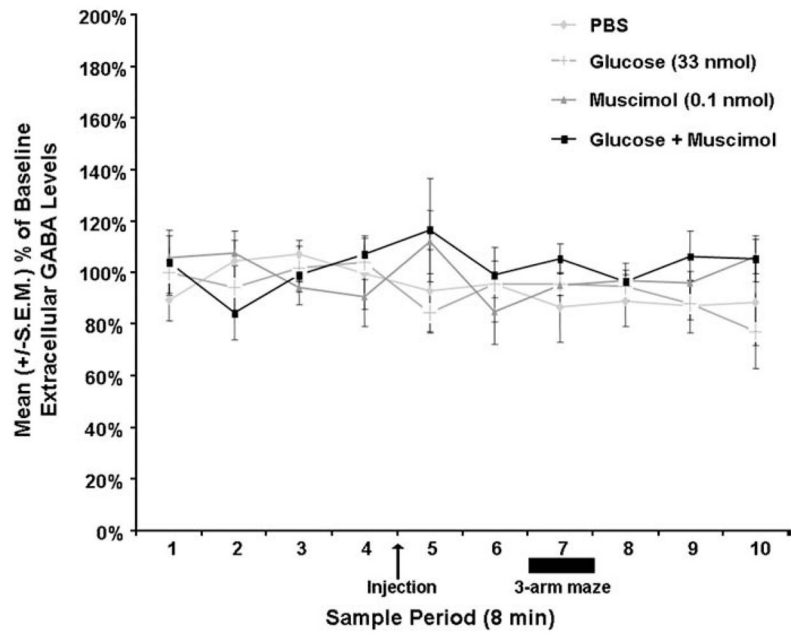 Mean (+/-S.E.M.) % of Baseline
Extracellular GABA Levels
200%
180%
160%
140%
120%
100%
80%
60%
40%
20%
0%
PBS
Glucose (33 nmol)
Muscimol (0.1 nmol)
Glucose + Muscimol
1 2 3 4 5 6 7 8 9 10
Injection 3-arm maze
Sample Period (8 min)